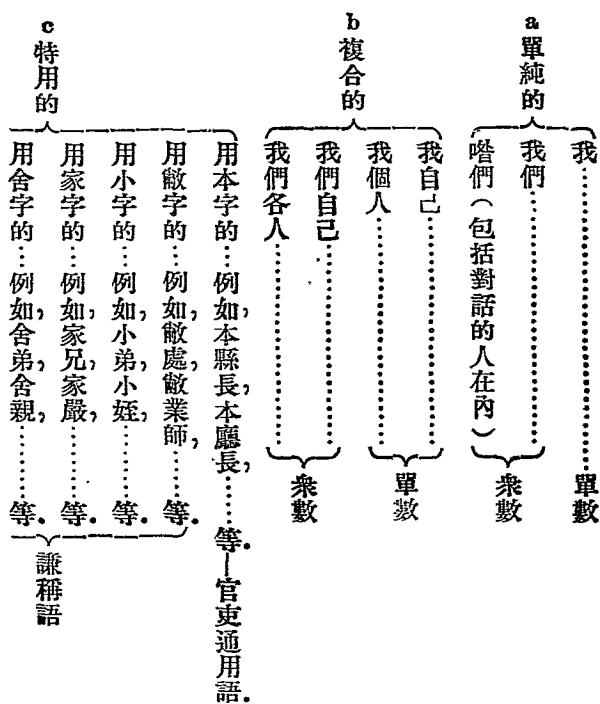 a 單純的
我……………………單數
我們……………………衆數
喒們（包括對話的人在內）
b 複合的
我自己……………………單數
我個人……………………
我們自己……………………衆數
我們各人……………………
c 特用的
用本字的……例如，本縣長，本廳長，……等．—官吏通用語．
用敝字的……例如，敝處，敝業師，……等．
用小字的……例如，小弟，小姪，……等．
用家字的……例如，家兄，家嚴，……等．
用舍字的……例如，舍弟，舍親，……等．
謙稱語